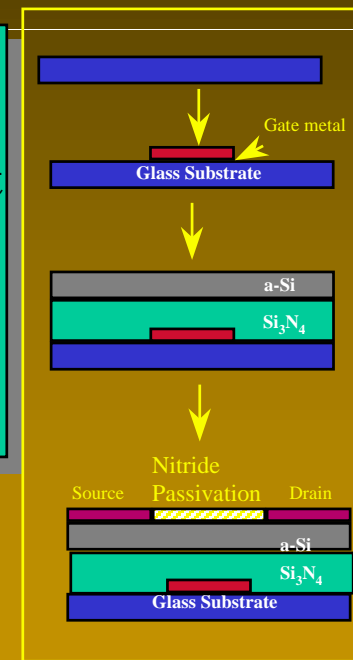 Gate metal
Glass Substrate
a-Si
Si₃N₄
Nitride
Source Passivation Drain
a-Si
Si₃N₄
Glass Substrate